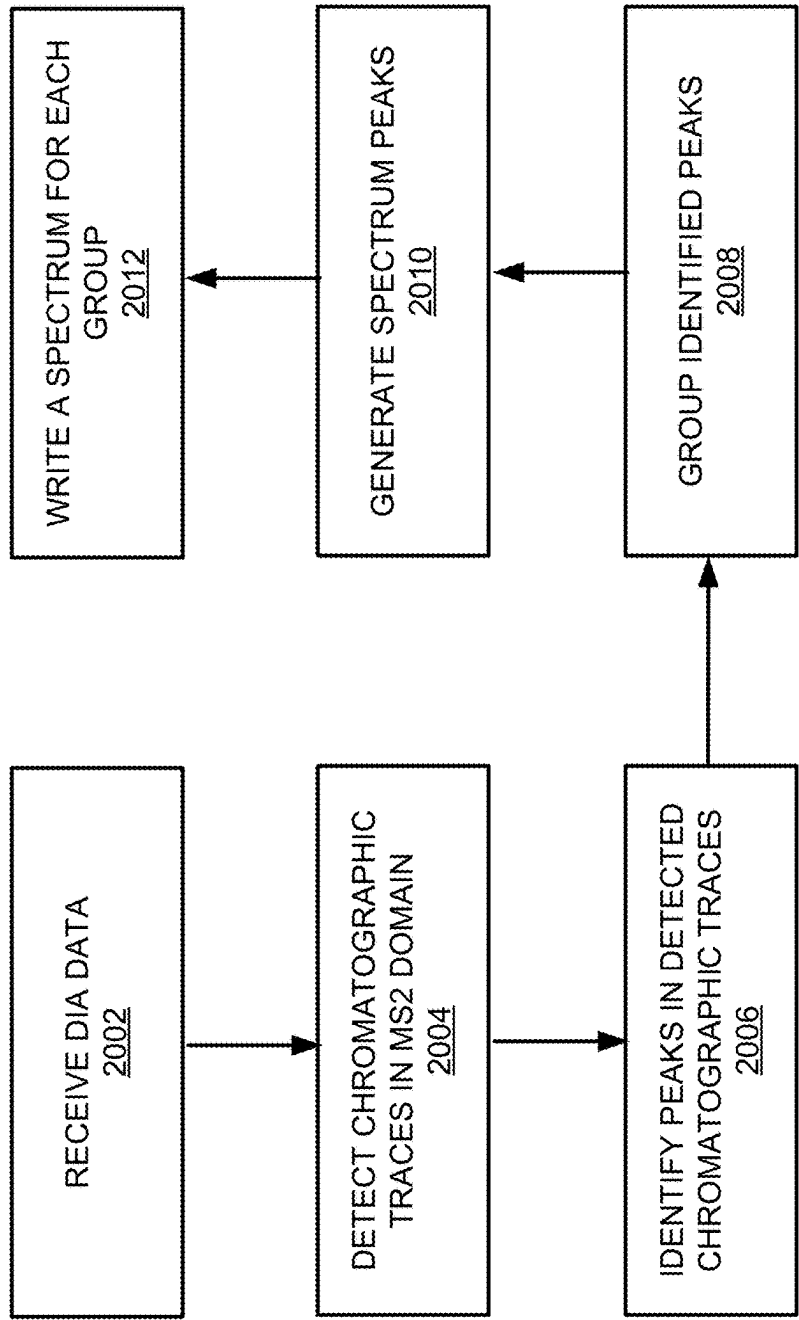 RECEIVE DIA DATA
2002
DETECT CHROMATOGRAPHIC
TRACES IN MS2 DOMAIN
2004
IDENTIFY PEAKS IN DETECTED
CHROMATOGRAPHIC TRACES
2006
GROUP IDENTIFIED PEAKS
2008
GENERATE SPECTRUM PEAKS
2010
WRITE A SPECTRUM FOR EACH
GROUP
2012